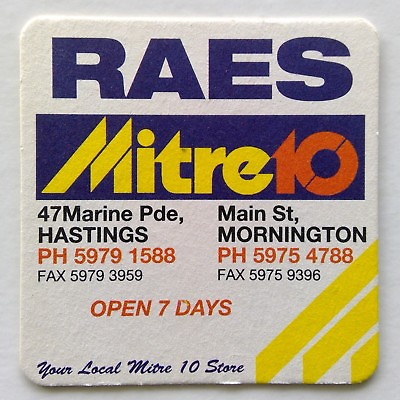 RAES
Mitre10
47Marine Pde,
HASTINGS
PH 5979 1588
FAX 5979 3959
Main St,
MORNINGTON
PH 5975 4788
FAX 5975 9396
OPEN 7 DAYS
Your Local Mitre 10 Store